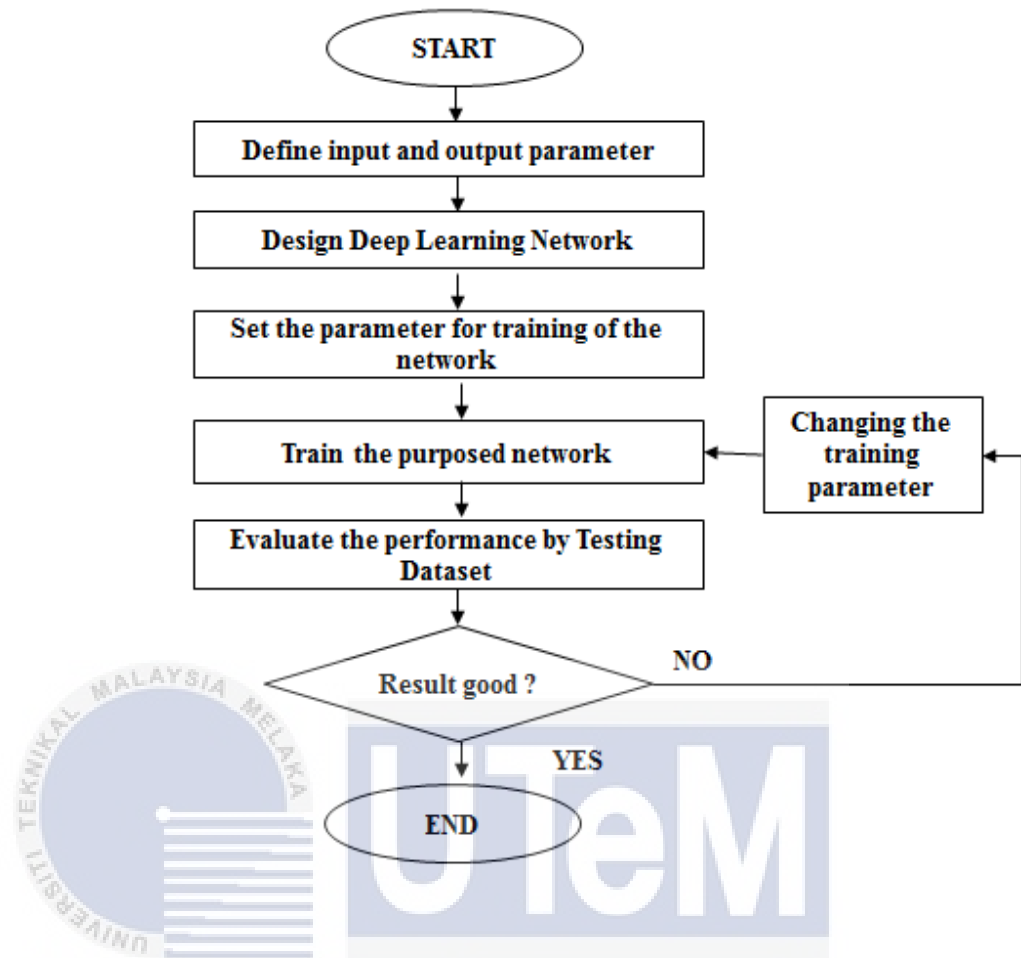 START
Define input and output parameter
Design Deep Learning Network
Set the parameter for training of the
network
Train the purposed network
Changing the
training
parameter
Evaluate the performance by Testing
Dataset
Result good ?
NO
YES
END
UNIVERSITI TEKNIKAL MALAYSIA MELAKA
UTeM